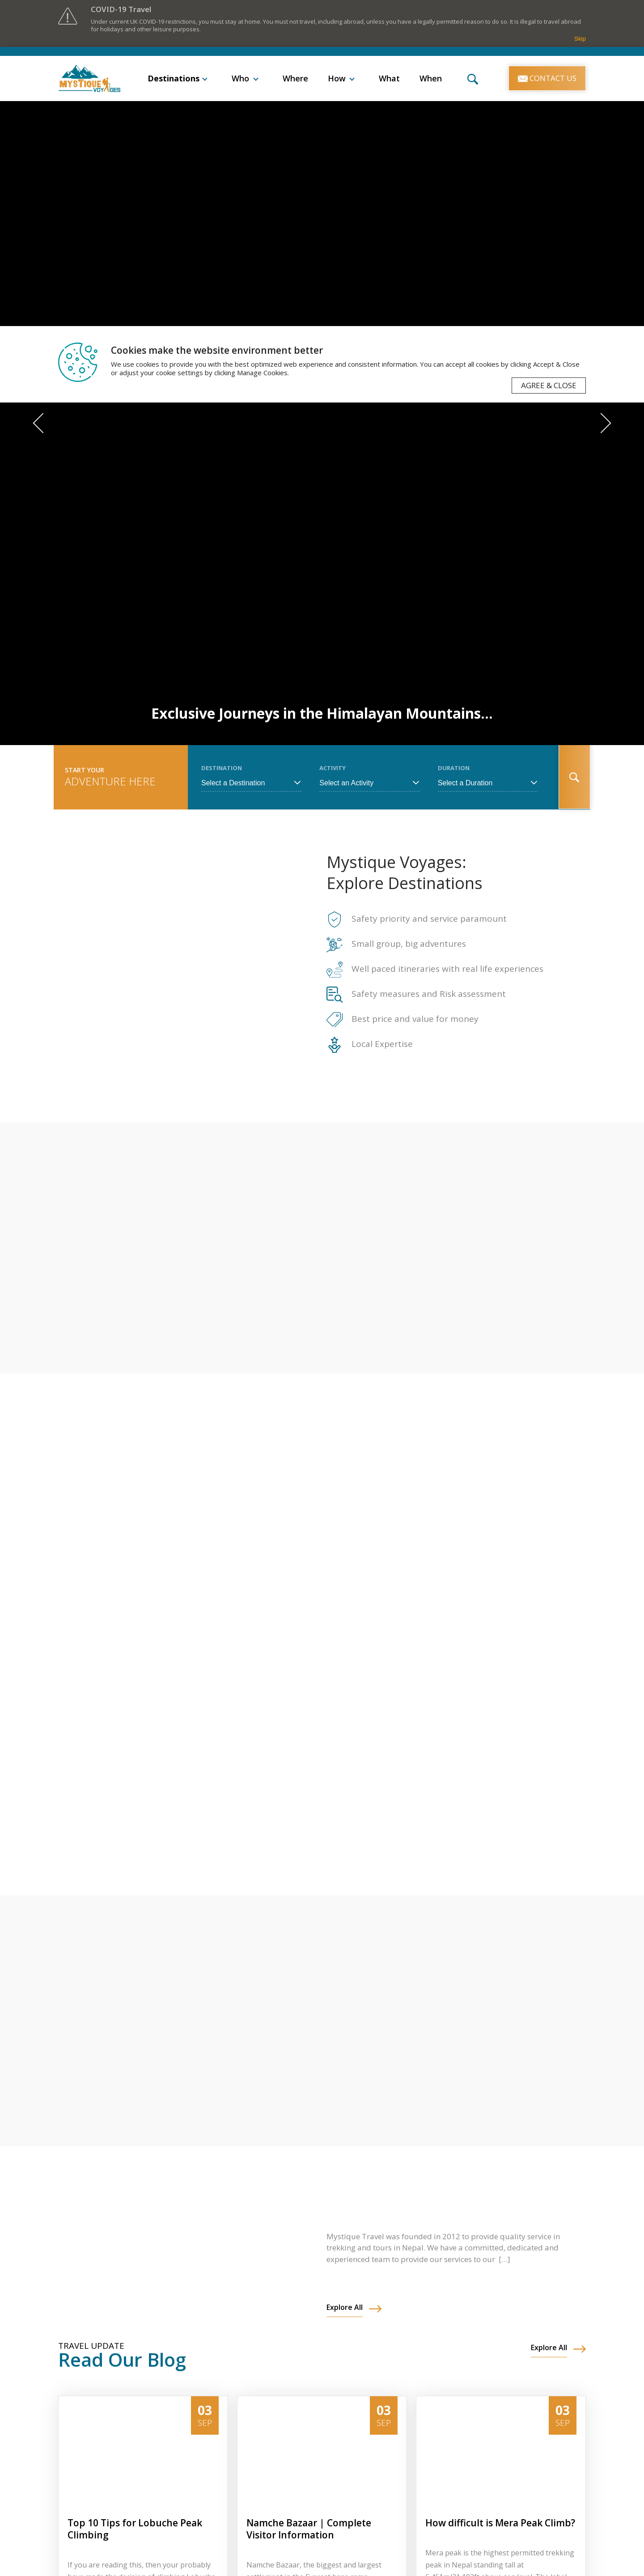 COVID-19 Travel
Under current UK COVID-19 restrictions, you must stay at home. You must not travel, including abroad, unless you have a legally permitted reason to do so. It is illegal to travel abroad
for holidays and other leisure purposes.
Skip
MYSTIQUE
VOYAGES
Destinations
Who
Where
How
What
When
CONTACT US
Cookies make the website environment better
We use cookies to provide you with the best optimized web experience and consistent information. You can accept all cookies by clicking Accept & Close
or adjust your cookie settings by clicking Manage Cookies.
AGREE & CLOSE
Exclusive Journeys in the Himalayan Mountains...
START YOUR
ADVENTURE HERE
DESTINATION
Select a Destination
ACTIVITY
Select an Activity
DURATION
Select a Duration
Mystique Voyages:
Explore Destinations
Safety priority and service paramount
Small group, big adventures
Well paced itineraries with real life experiences
Safety measures and Risk assessment
Best price and value for money
Local Expertise
Mystique Travel was founded in 2012 to provide quality service in
trekking and tours in Nepal. We have a committed, dedicated and
experienced team to provide our services to our [...]
Explore All
TRAVEL UPDATE
Read Our Blog
Explore All
03
SEP
Top 10 Tips for Lobuche Peak
Climbing
If you are reading this, then your probably
03
SEP
Namche Bazaar | Complete
Visitor Information
Namche Bazaar, the biggest and largest
03
SEP
How difficult is Mera Peak Climb?
Mera peak is the highest permitted trekking
peak in Nepal standing tall at